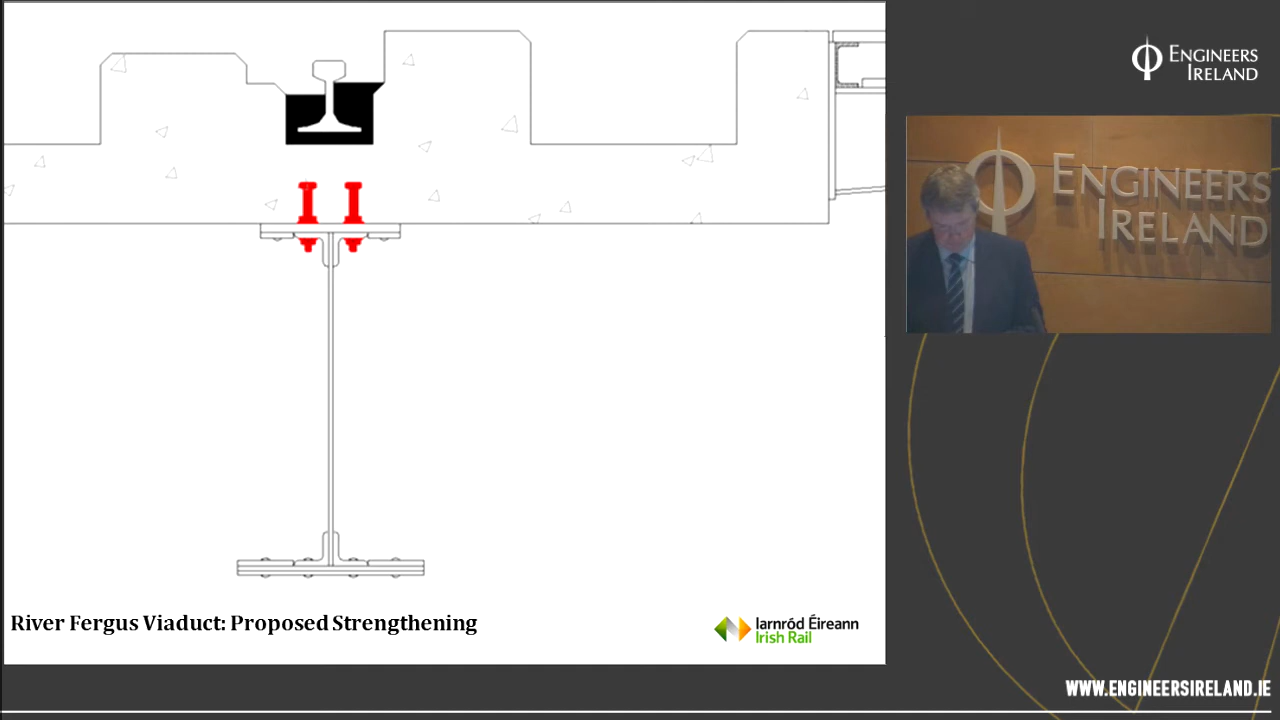 ENGINEERS
IRELAND
ENGINEERS
IRELAND
River Fergus Viaduct: Proposed Strengthening
Iarnród Éireann
Irish Rail
WWW.ENGINEERSIRELAND.IE